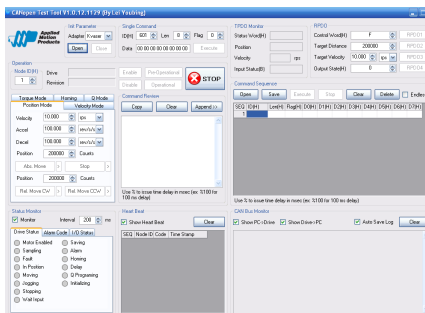 CANopen Test Tool V1.0.12.1129 (By Lei Youbing)
Applied Motion Products
Init Parameter
Adapter Kvaser
Open Close
Single Command
ID(H) 601 Len 8 Flag 0
Data 00 00 00 00 00 00 00 00 Execute
TPDO Monitor
Status Word(H)
Position
Velocity rps
Input Status(H)
RPDO
Control Word(H) F RPDO1
Target Distance 200000 RPDO2
Target Velocity 10.000 rps RPDO3
Output State(H) 0 RPDO4
Operation
Node ID(H) Drive
1 Revision
Enable Pre-Operational
Disable Operational
STOP
Torque Mode Homing Q Mode
Position Mode Velocity Mode
Velocity 10.000 rps
Accel 100.000 rev/s/s
Decel 100.000 rev/s/s
Position 200000 Counts
Abs. Move > Stop >
Position 200000 Counts
Rel. Move CW > Rel. Move CCW >
Command Review
Copy Clear Append >>
Use % to issue time delay in msec (ex: %100 for 100 ms delay)
Command Sequence
Open Save Execute Stop Clear Delete Endless
SEQ ID(H) Len(H) Flag(H) D0(H) D1(H) D2(H) D3(H) D4(H) D5(H) D6(H) D7(H)
1
Use % to issue time delay in msec (ex: %100 for 100 ms delay)
Status Monitor
Monitor Interval 200 ms
Drive Status Alarm Code I/O Status
Motor Enabled Saving
Sampling Alarm
Fault Homing
In Position Delay
Moving Q Programing
Jogging Initializing
Stopping
Wait Input
Heart Beat
Show Heart Beat Clear
SEQ Node ID Code Time Stamp
CAN Bus Monitor
Show PC->Drive Show Drive->PC Auto Save Log Clear